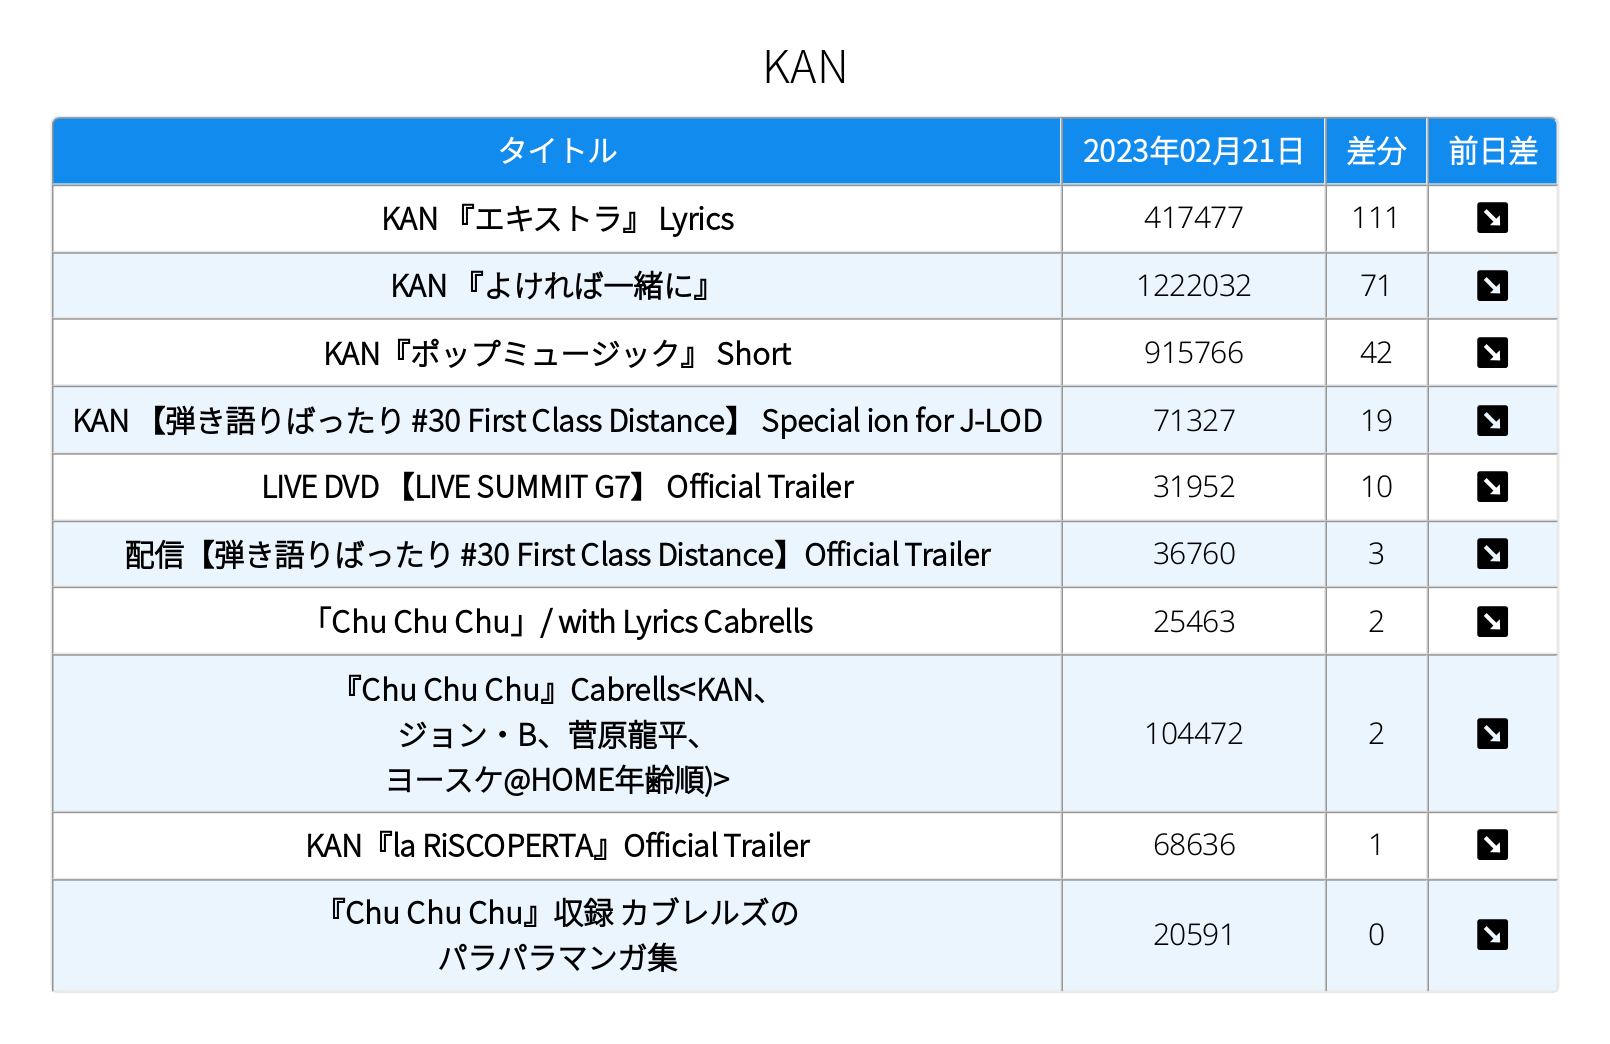 KAN
タイトル 2023年02月21日 差分 前日差
KAN 『エキストラ』 Lyrics 417477 111
KAN 『よければ一緒に』 1222032 71
KAN『ポップミュージック』 Short 915766 42
KAN 【弾き語りばったり #30 First Class Distance】 Special ion for J-LOD 71327 19
LIVE DVD 【LIVE SUMMIT G7】 Official Trailer 31952 10
配信【弾き語りばったり #30 First Class Distance】Official Trailer 36760 3
「Chu Chu Chu」/ with Lyrics Cabrells 25463 2
『Chu Chu Chu』Cabrells<KAN、
ジョン・B、菅原龍平、
ヨースケ@HOME年齢順)> 104472 2
KAN『la RiSCOPERTA』Official Trailer 68636 1
『Chu Chu Chu』収録 カブレルズの
パラパラマンガ集 20591 0